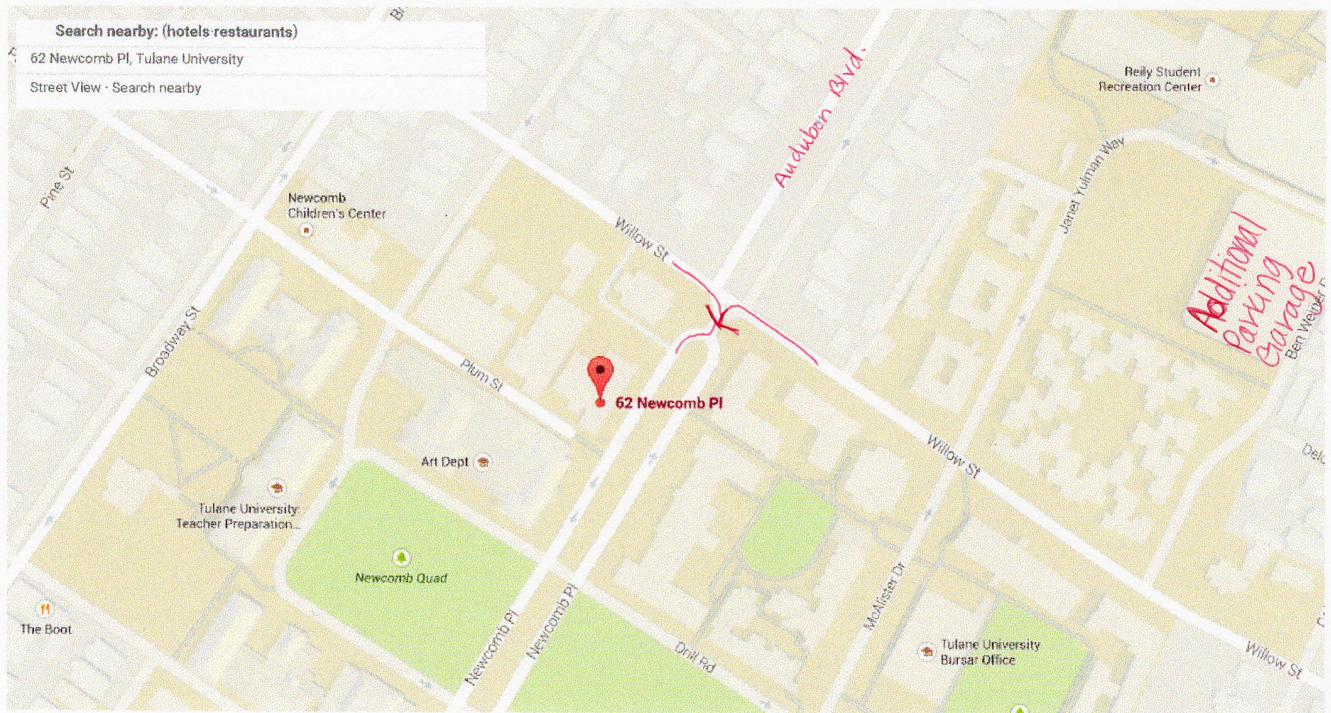 Search nearby: (hotels restaurants)
62 Newcomb Pl, Tulane University
Street View · Search nearby
Audubon Blvd.
Reily Student
Recreation Center
Pine St
Newcomb
Children's Center
Janet Yulman Way
Willow St
Additional
Parking
Garage
Broadway St
Plum St
62 Newcomb Pl
Art Dept
Willow St
Tulane University:
Teacher Preparation...
Newcomb Quad
The Boot
Newcomb Pl
Newcomb Pl
Drill Rd
McAlister Dr
Tulane University
Bursar Office
Willow St